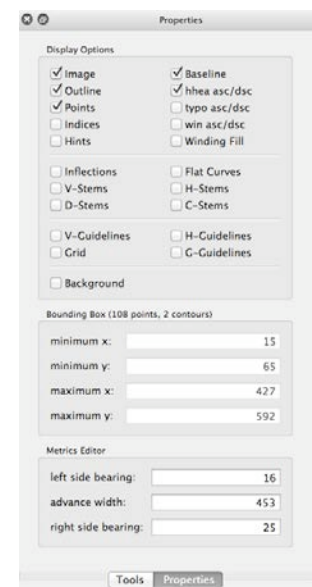 Properties
Display Options
Image Baseline
Outline hhea asc/dsc
Points typo asc/dsc
Indices win asc/dsc
Hints Winding Fill
Inflections Flat Curves
V-Stems H-Stems
D-Stems C-Stems
V-Guidelines H-Guidelines
Grid G-Guidelines
Background
Bounding Box (108 points, 2 contours)
minimum x: 15
minimum y: 65
maximum x: 427
maximum y: 592
Metrics Editor
left side bearing: 16
advance width: 453
right side bearing: 25
Tools Properties